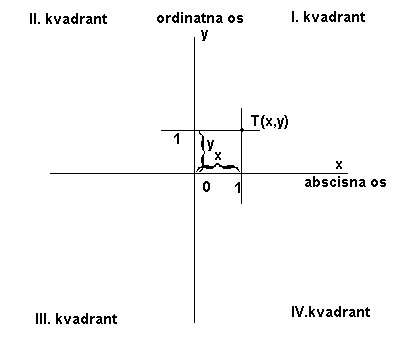 II. kvadrant
ordinatna os
I. kvadrant
y
T(x,y)
1
y
x
x
0
1
abscisna os
III. kvadrant
IV.kvadrant